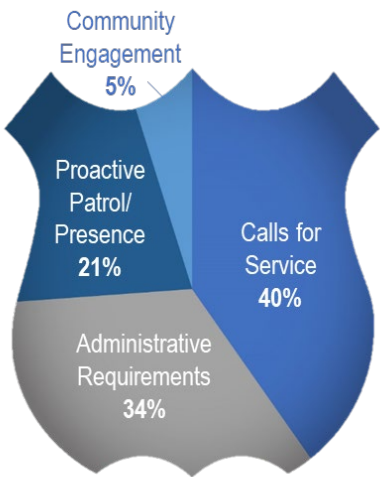 Community
Engagement
5%
Proactive
Patrol/
Presence
21%
Calls for
Service
40%
Administrative
Requirements
34%